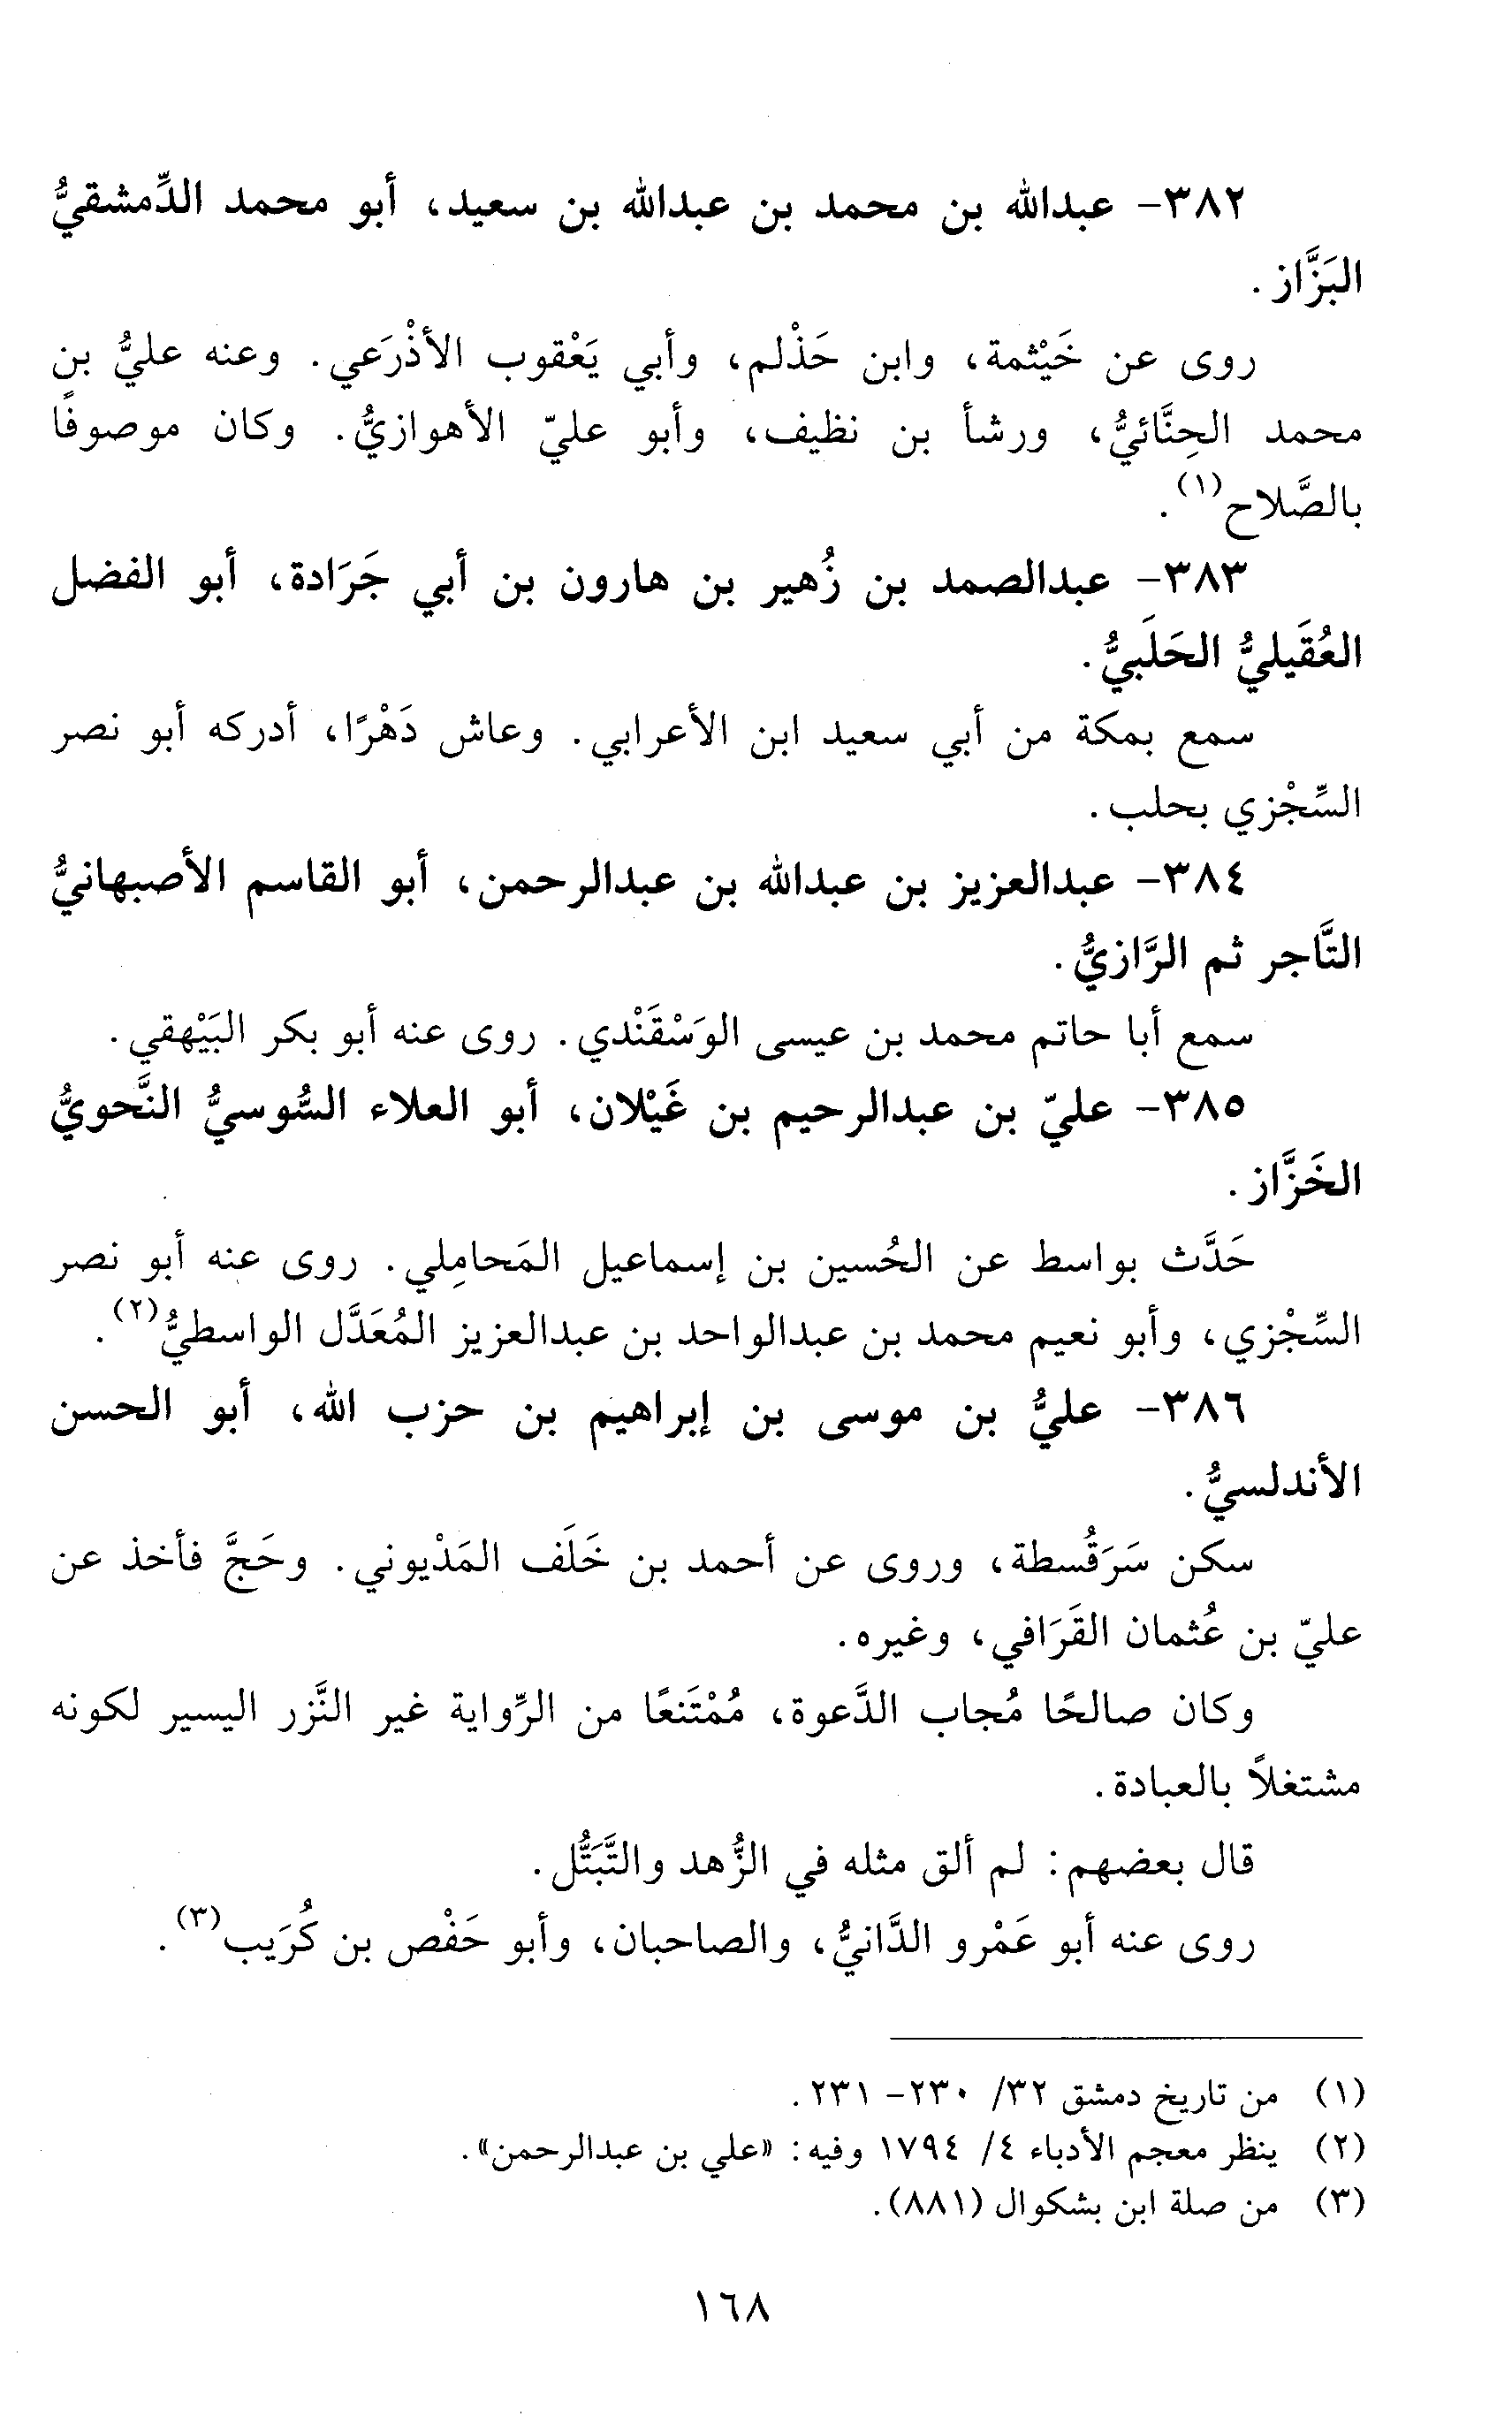 ٣٨٢- عبدالله بن محمد بن عبدالله بن سعيد، أبو محمد الدِّمشقيُّ
البَزَّاز.
روى عن خَيْثمة، وابن حَذْلم، وأبي يَعْقوب الأذْرَعي. وعنه عليُّ بن
محمد الحِنَّائيُّ، ورشأ بن نظيف، وأبو عليّ الأهوازيُّ. وكان موصوفًا
بالصَّلاح(١).
٣٨٣- عبدالصمد بن زُهير بن هارون بن أبي جَرَادة، أبو الفضل
العُقَيليُّ الحَلَبيُّ.
سمع بمكة من أبي سعيد ابن الأعرابي. وعاش دَهْرًا، أدركه أبو نصر
السِّجْزي بحلب.
٣٨٤- عبدالعزيز بن عبدالله بن عبدالرحمن، أبو القاسم الأصبهانيُّ
التَّاجر ثم الرَّازيُّ.
سمع أبا حاتم محمد بن عيسى الوَسْقَنْدي. روى عنه أبو بكر البَيْهقي.
٣٨٥- عليّ بن عبدالرحيم بن غَيْلان، أبو العلاء السُّوسيُّ النَّحويُّ
الخَزَّاز.
حَدَّث بواسط عن الحُسين بن إسماعيل المَحامِلي. روى عنه أبو نصر
السِّجْزي، وأبو نعيم محمد بن عبدالواحد بن عبدالعزيز المُعَدَّل الواسطيُّ(٢).
٣٨٦- عليُّ بن موسى بن إبراهيم بن حزب الله، أبو الحسن
الأندلسيُّ.
سكن سَرَقُسطة، وروى عن أحمد بن خَلَف المَدْيوني. وحَجَّ فأخذ عن
عليّ بن عُثمان القَرَافي، وغيره.
وكان صالحًا مُجاب الدَّعوة، مُمْتَنعًا من الرِّواية غير النَّزر اليسير لكونه
مشتغلاً بالعبادة.
قال بعضهم: لم ألق مثله في الزُّهد والتَّبَتُّل.
روى عنه أبو عَمْرو الدَّانيُّ، والصاحبان، وأبو حَفْص بن كُرَيب(٣).
(١) من تاريخ دمشق ٣٢/ ٢٣٠- ٢٣١.
(٢) ينظر معجم الأدباء ٤/ ١٧٩٤ وفيه: «علي بن عبدالرحمن».
(٣) من صلة ابن بشكوال (٨٨١).
١٦٨